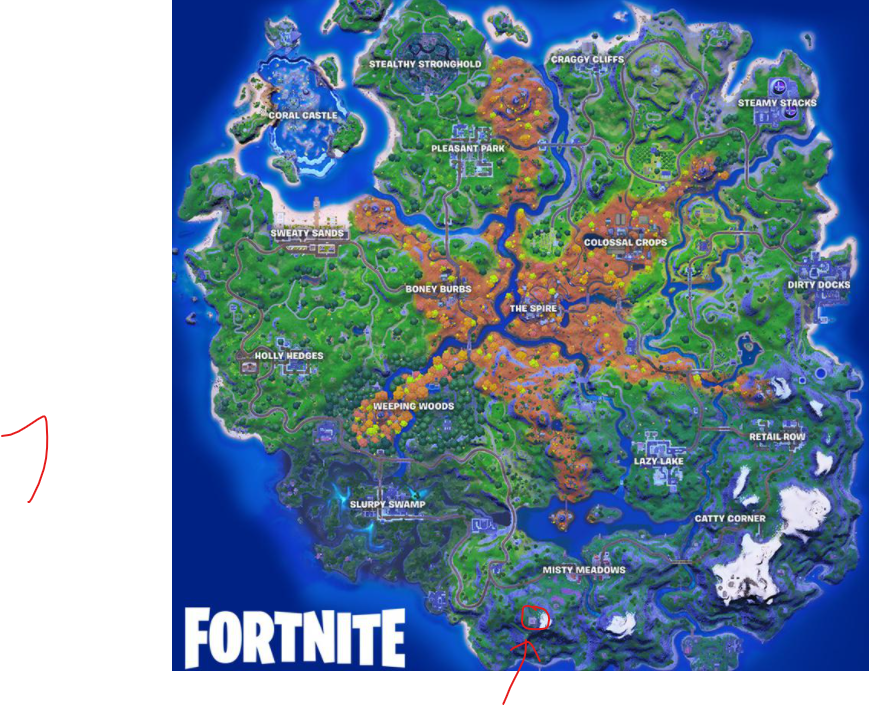 STEALTHY STRONGHOLD
CRAGGY CLIFFS
STEAMY STACKS
CORAL CASTLE
PLEASANT PARK
SWEATY SANDS
COLOSSAL CROPS
BONEY BURBS
DIRTY DOCKS
THE SPIRE
HOLLY HEDGES
WEEPING WOODS
RETAIL ROW
LAZY LAKE
SLURPY SWAMP
CATTY CORNER
MISTY MEADOWS
FORTNITE